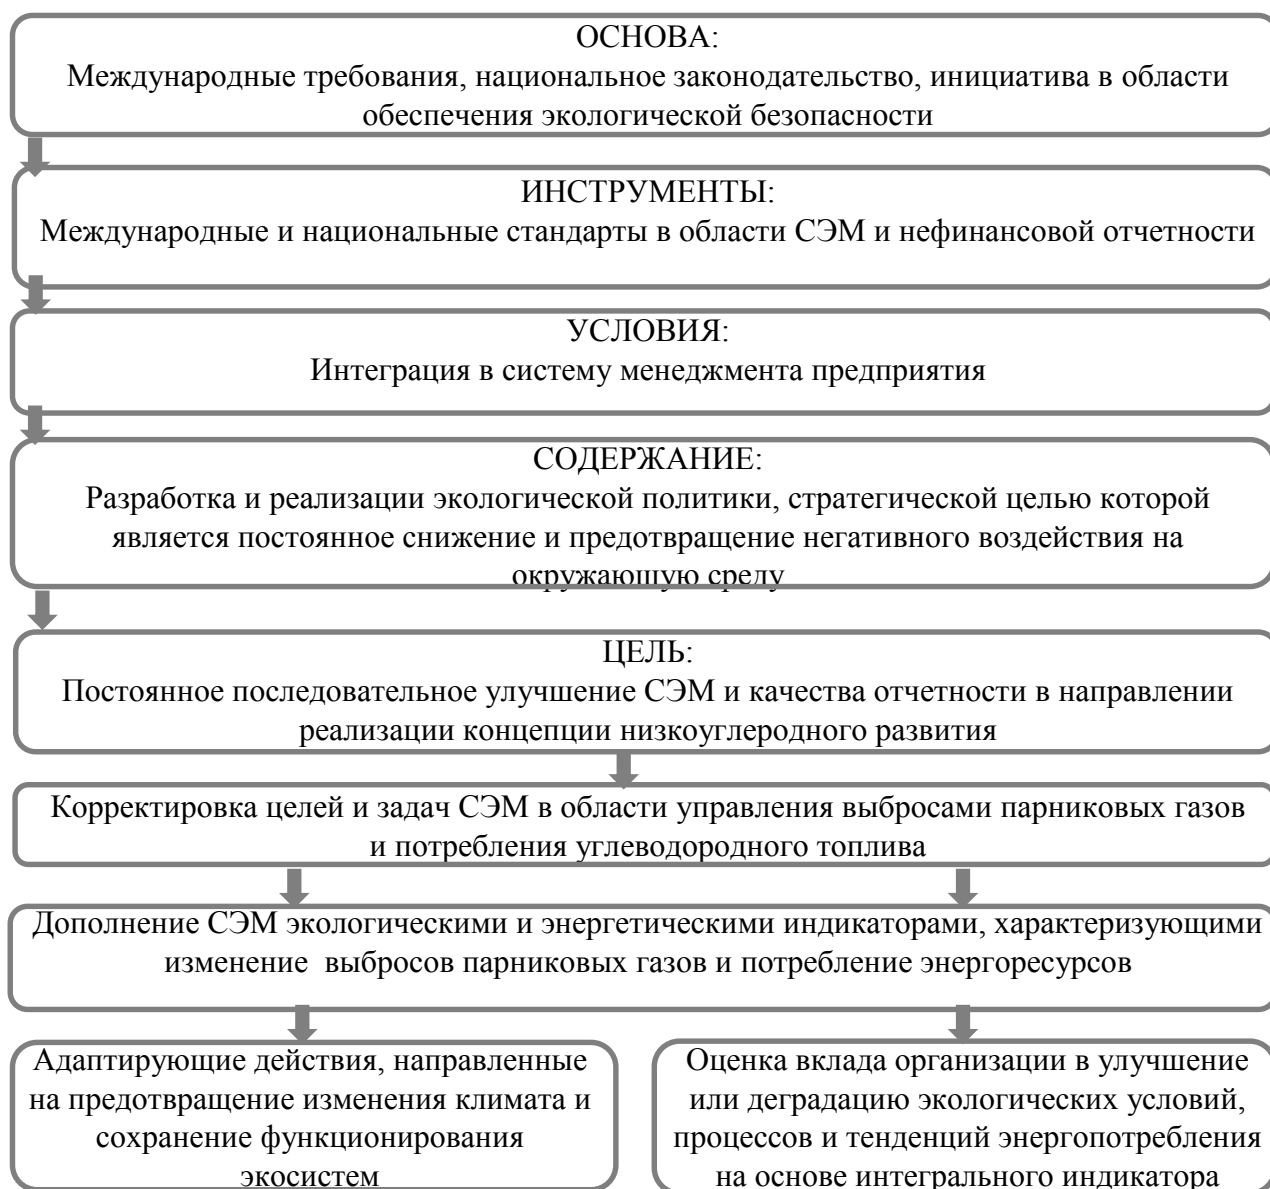 ОСНОВА:
Международные требования, национальное законодательство, инициатива в области
обеспечения экологической безопасности
ИНСТРУМЕНТЫ:
Международные и национальные стандарты в области СЭМ и нефинансовой отчетности
УСЛОВИЯ:
Интеграция в систему менеджмента предприятия
СОДЕРЖАНИЕ:
Разработка и реализации экологической политики, стратегической целью которой
является постоянное снижение и предотвращение негативного воздействия на
окружающую среду
ЦЕЛЬ:
Постоянное последовательное улучшение СЭМ и качества отчетности в направлении
реализации концепции низкоуглеродного развития
Корректировка целей и задач СЭМ в области управления выбросами парниковых газов
и потребления углеводородного топлива
Дополнение СЭМ экологическими и энергетическими индикаторами, характеризующими
изменение выбросов парниковых газов и потребление энергоресурсов
Адаптирующие действия, направленные
на предотвращение изменения климата и
сохранение функционирования
экосистем
Оценка вклада организации в улучшение
или деградацию экологических условий,
процессов и тенденций энергопотребления
на основе интегрального индикатора